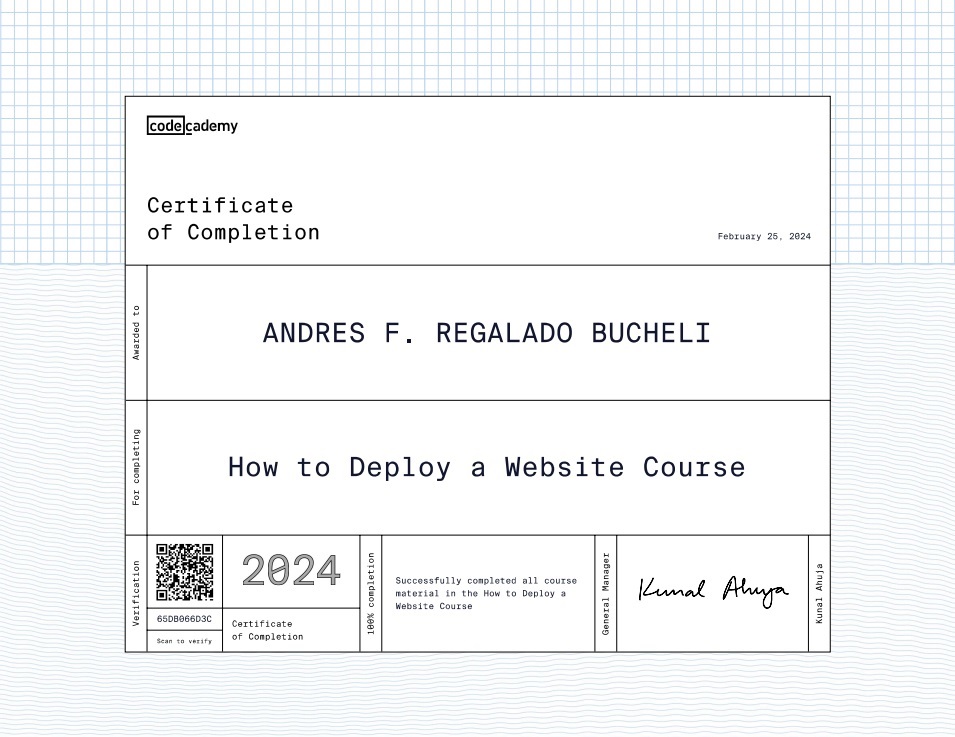 codecademy
Certificate
of Completion
February 25, 2024
Awarded to
ANDRES F. REGALADO BUCHELI
For completing
How to Deploy a Website Course
Verification
65DB066D3C
Scan to verify
2024
Certificate
of Completion
100% completion
Successfully completed all course
material in the How to Deploy a
Website Course
General Manager
Kunal Ahuja
Kunal Ahuja